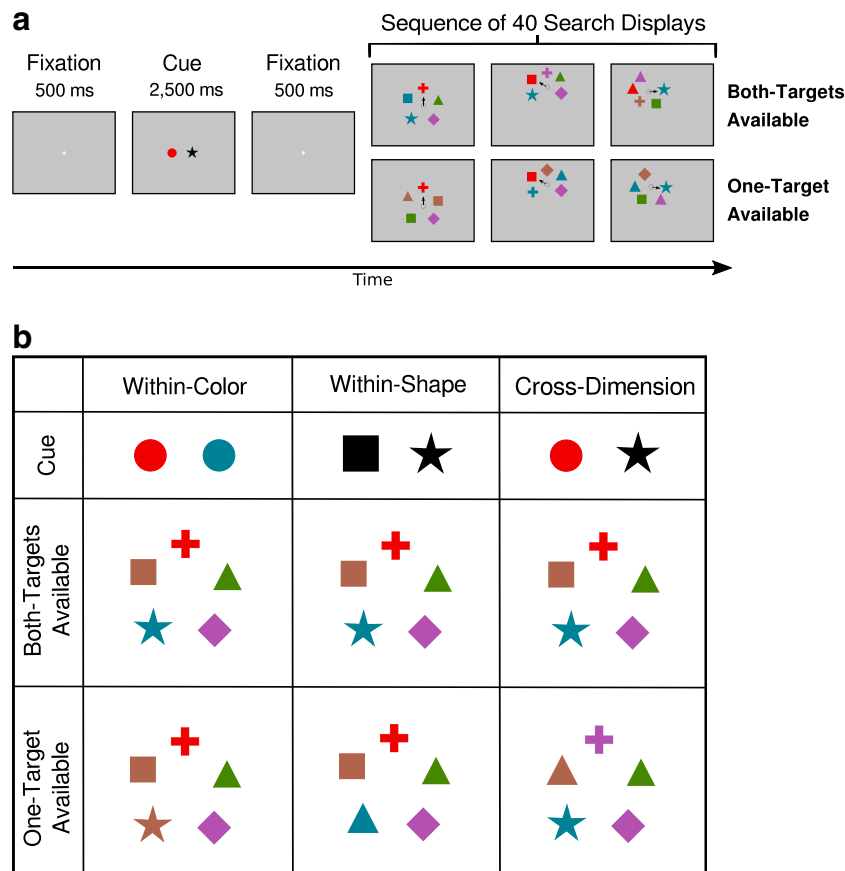 a
Sequence of 40 Search Displays
Fixation
500 ms
Cue
2,500 ms
Fixation
500 ms
Both-Targets
Available
One-Target
Available
Time
b
Within-Color
Within-Shape
Cross-Dimension
Cue
Both-Targets
Available
One-Target
Available